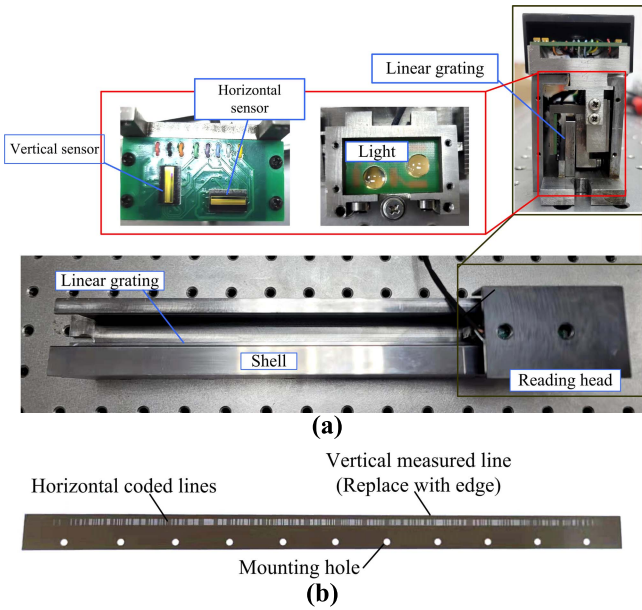 Linear grating
Horizontal
sensor
Vertical sensor
Light
Linear grating
Shell
Reading head
(a)
Vertical measured line
(Replace with edge)
Horizontal coded lines
Mounting hole
(b)